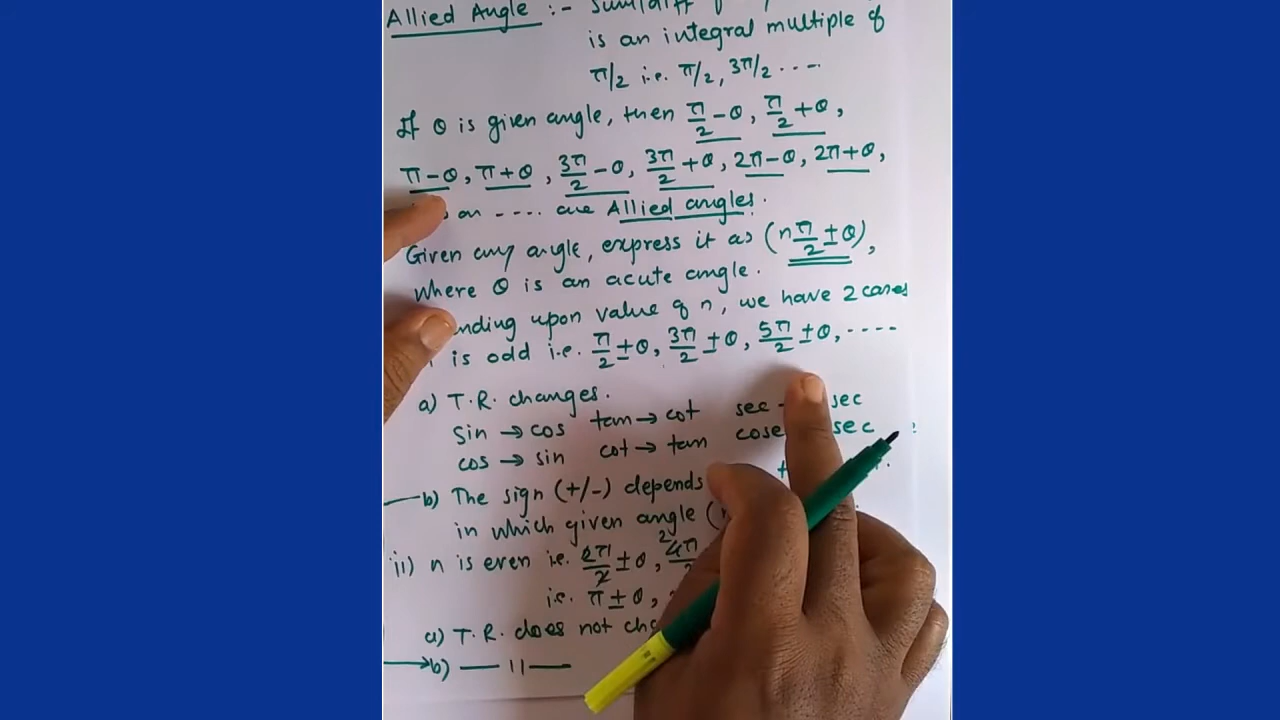 Allied Angle :-
is an integral multiple of
π/2 i.e. π/2, 3π/2 ----
If θ is given angle, then π/2 - θ, π/2 + θ,
π - θ, π + θ, 3π/2 - θ, 3π/2 + θ, 2π - θ, 2π + θ,
---- are Allied angles.
Given any angle, express it as (nπ/2 ± θ),
where θ is an acute angle.
upon value of n, we have 2 cases
is odd i.e. π/2 ± θ, 3π/2 ± θ, 5π/2 ± θ, ----
a) T.R. changes.
sin → cos tan → cot sec sec
cos → sin cot → tan sec
b) The sign (+/-) depends
in which given angle (
ii) n is even i.e. 2π/2 ± θ, 4π
i.e. π ± θ,
a) T.R. does not
b) — 11 —